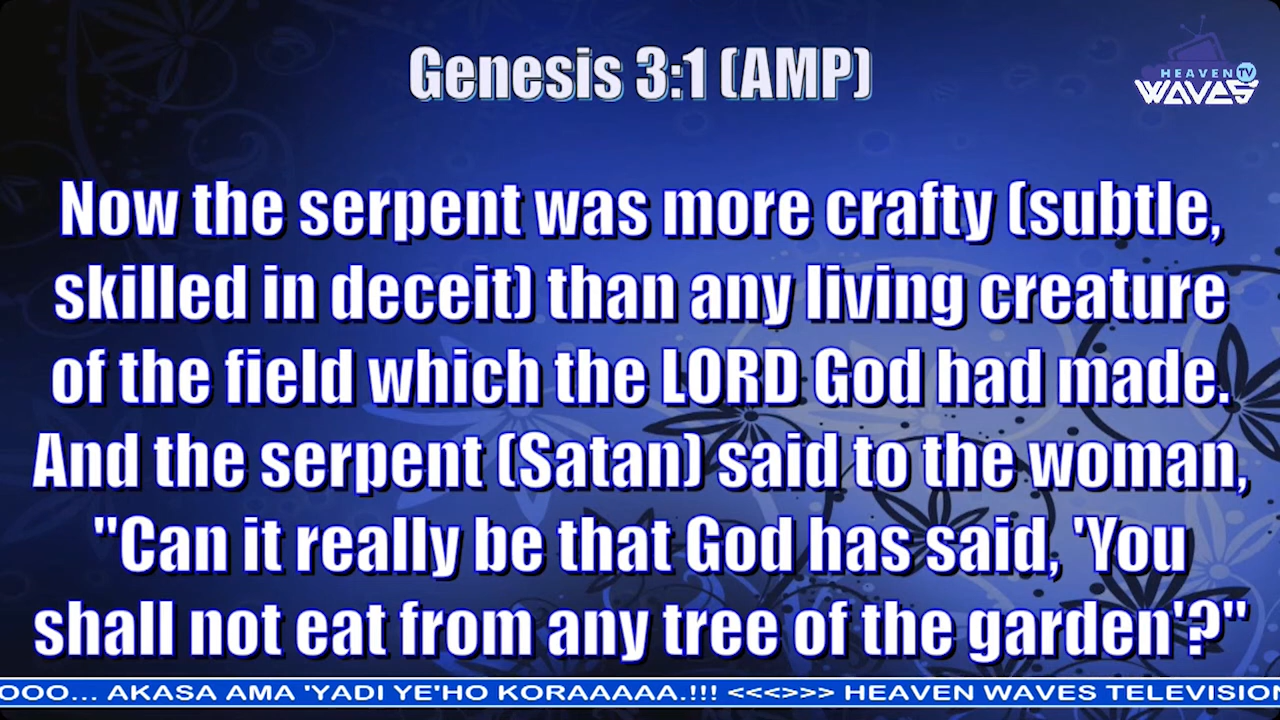 Genesis 3:1 (AMP)
HEAVEN TV
WAVES
Now the serpent was more crafty (subtle,
skilled in deceit) than any living creature
of the field which the LORD God had made.
And the serpent (Satan) said to the woman,
"Can it really be that God has said, 'You
shall not eat from any tree of the garden'?"
OOO... AKASA AMA 'YADI YE'HO KORAAAAA.!!! <<<>>> HEAVEN WAVES TELEVISION